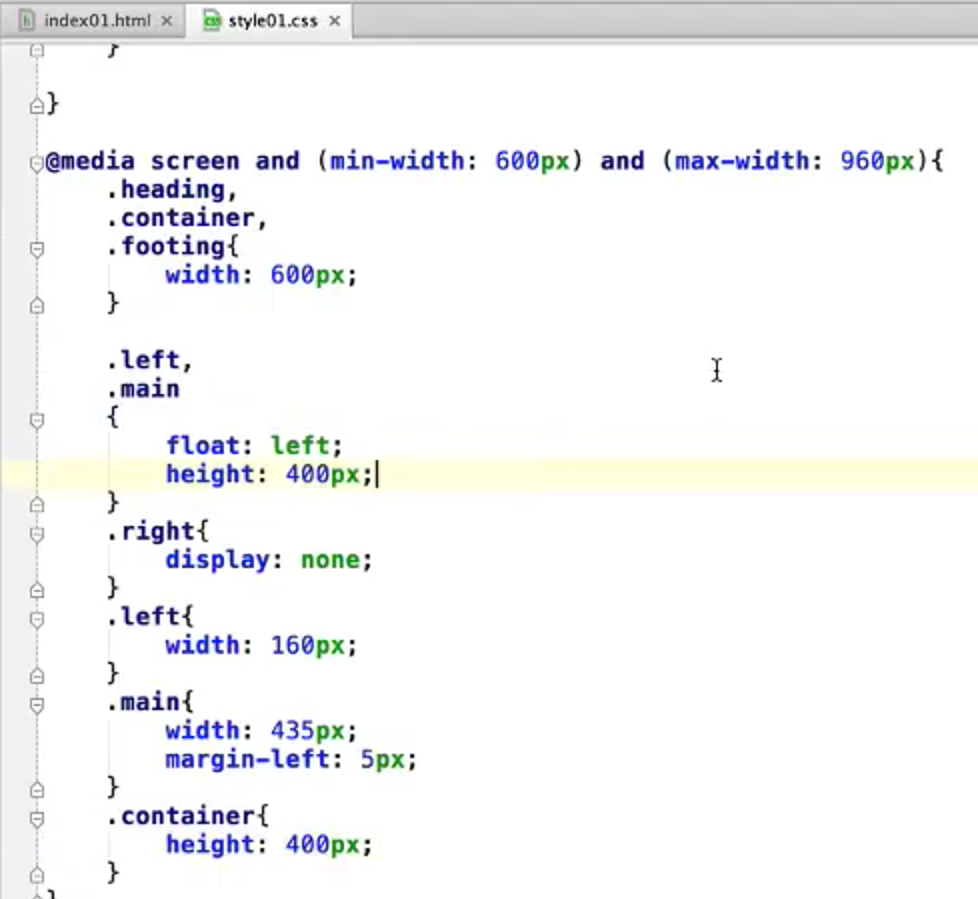 index01.html
style01.css
}
}
@media screen and (min-width: 600px) and (max-width: 960px){
.heading,
.container,
.footing{
width: 600px;
}
.left,
.main
{
float: left;
height: 400px;
}
.right{
display: none;
}
.left{
width: 160px;
}
.main{
width: 435px;
margin-left: 5px;
}
.container{
height: 400px;
}
}